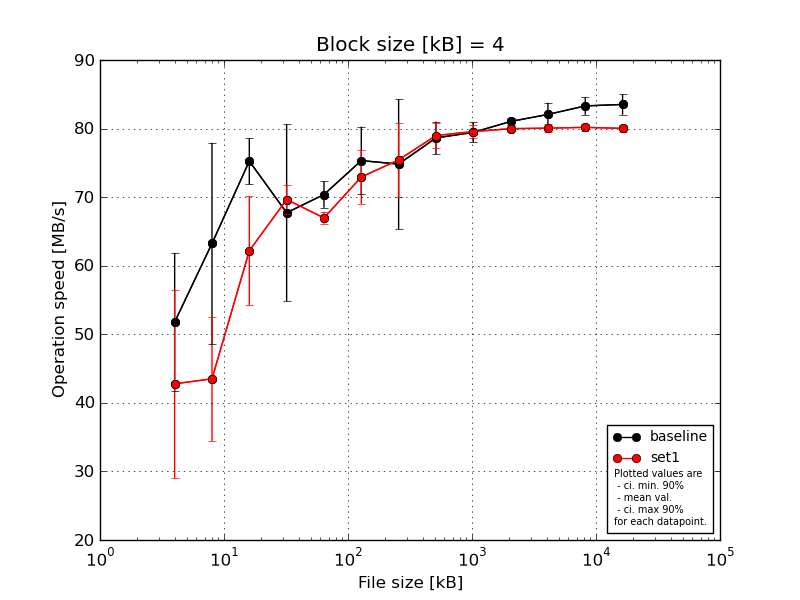 Block size [kB] = 4
Operation speed [MB/s]
90
80
70
60
50
40
30
20
10^0
10^1
10^2
10^3
10^4
10^5
File size [kB]
baseline
set1
Plotted values are
- ci. min. 90%
- mean val.
- ci. max 90%
for each datapoint.